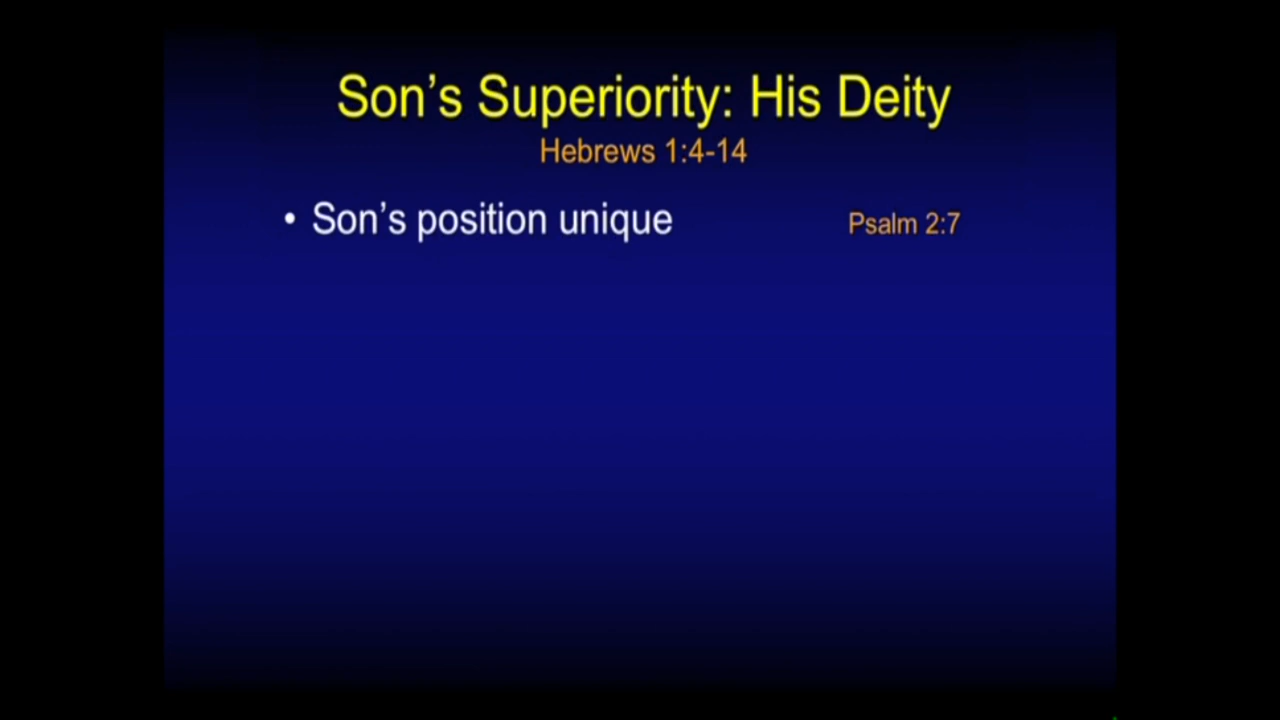 Son’s Superiority: His Deity
Hebrews 1:4-14
• Son’s position unique Psalm 2:7